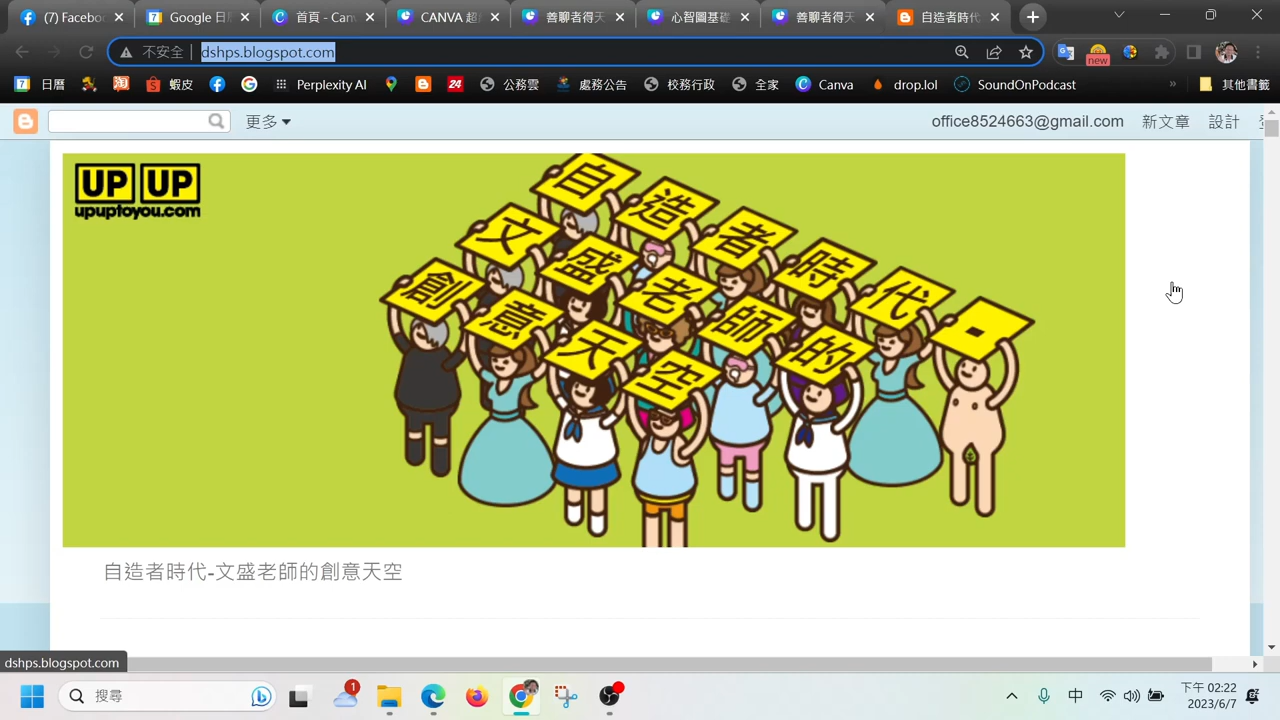 (7) Faceboo
Google 日
首頁 - Can
CANVA 超
善聊者得天
心智圖基礎
善聊者得天
自造者時代
不安全
dshps.blogspot.com
new
7 日曆
淘
蝦皮
Perplexity AI
24
公務雲
處務公告
校務行政
全家
Canva
drop.lol
SoundOnPodcast
»
其他書籤
更多
office8524663@gmail.com
新文章
設計
UP UP
upuptoyou.com
自造者時代-
文盛老師的
創意天空
自造者時代-文盛老師的創意天空
dshps.blogspot.com
搜尋
1
中
下午 02:22
2023/6/7